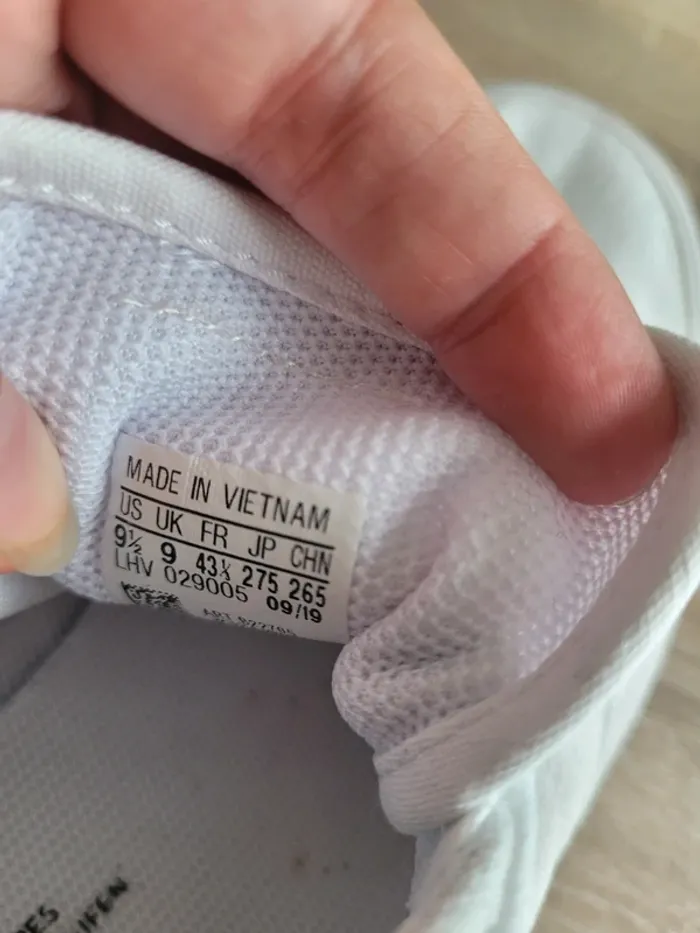 MADE IN VIETNAM
US UK FR JP CHN
9½ 9 43⅓ 275 265
LHV 029005 09/19
ART